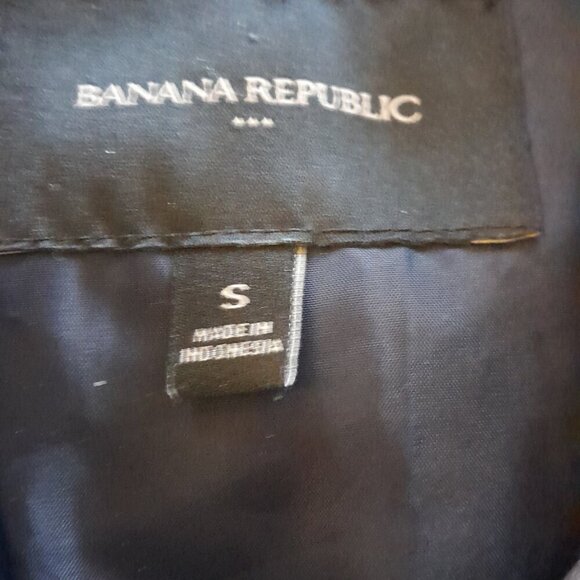 BANANA REPUBLIC
***
S
MADE IN
INDONESIA